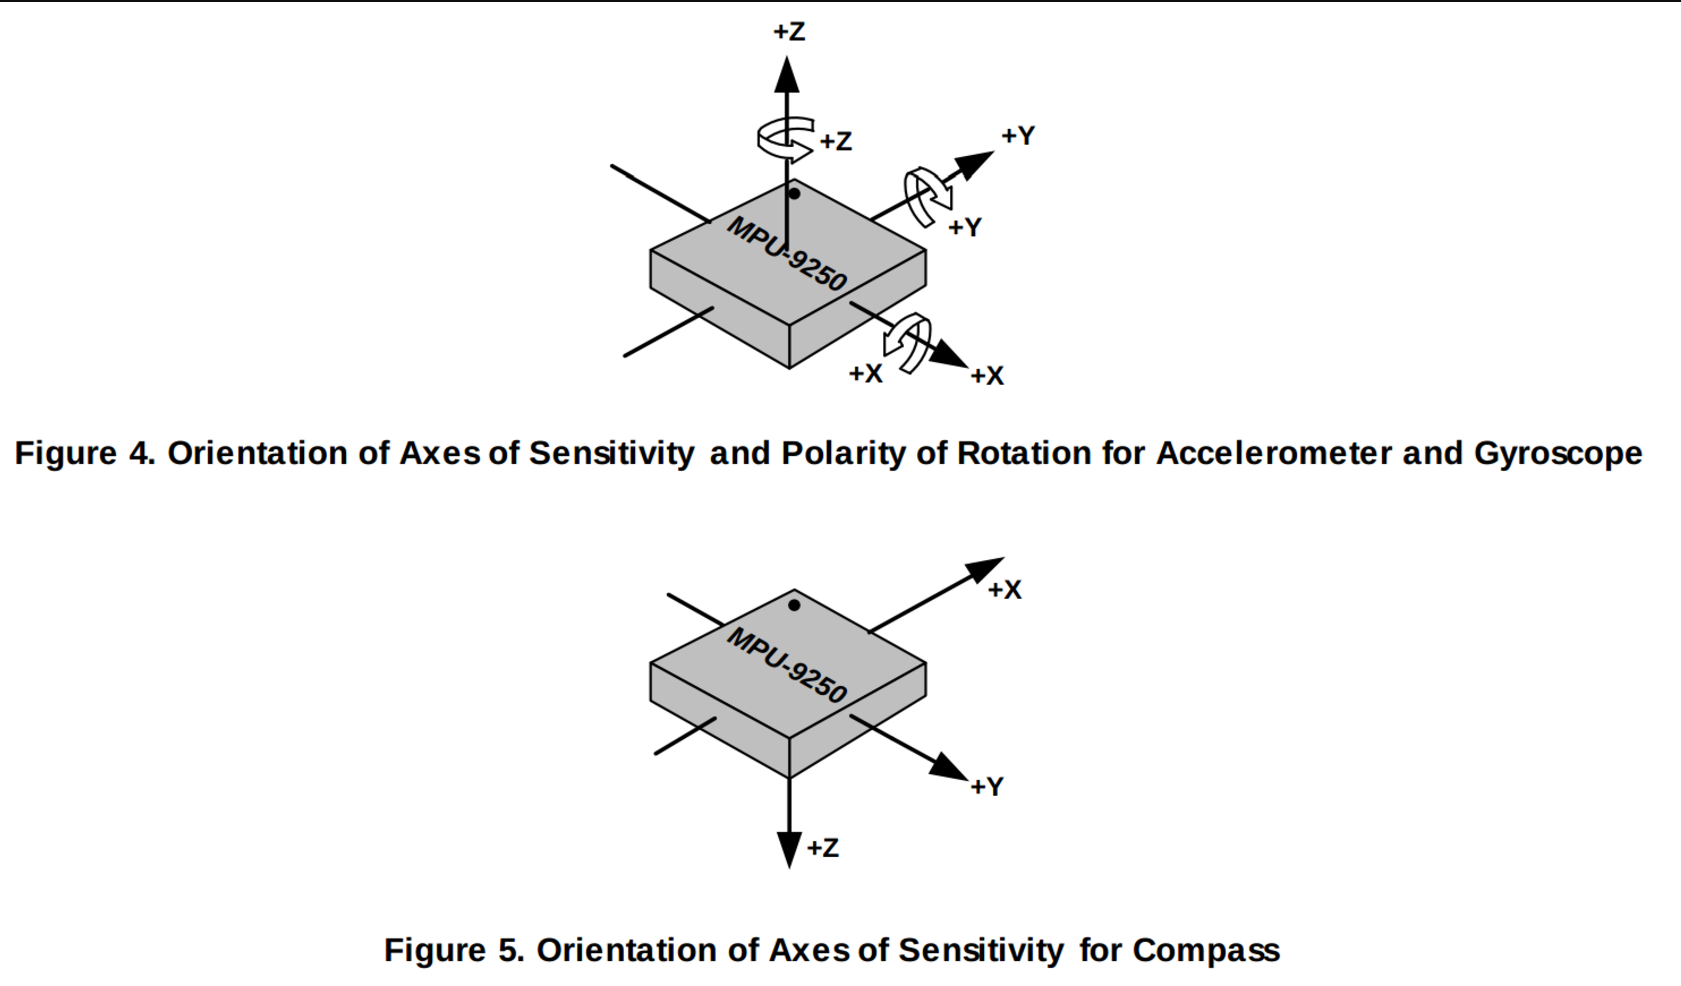 +Z
+Z
+Y
+Y
MPU-9250
+X
+X
Figure 4. Orientation of Axes of Sensitivity and Polarity of Rotation for Accelerometer and Gyroscope
+X
MPU-9250
+Y
+Z
Figure 5. Orientation of Axes of Sensitivity for Compass